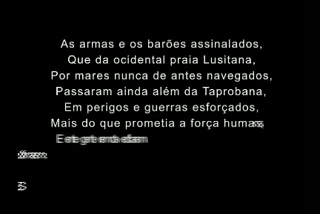 As armas e os barões assinalados,
Que da ocidental praia Lusitana,
Por mares nunca de antes navegados,
Passaram ainda além da Taprobana,
Em perigos e guerras esforçados,
Mais do que prometia a força